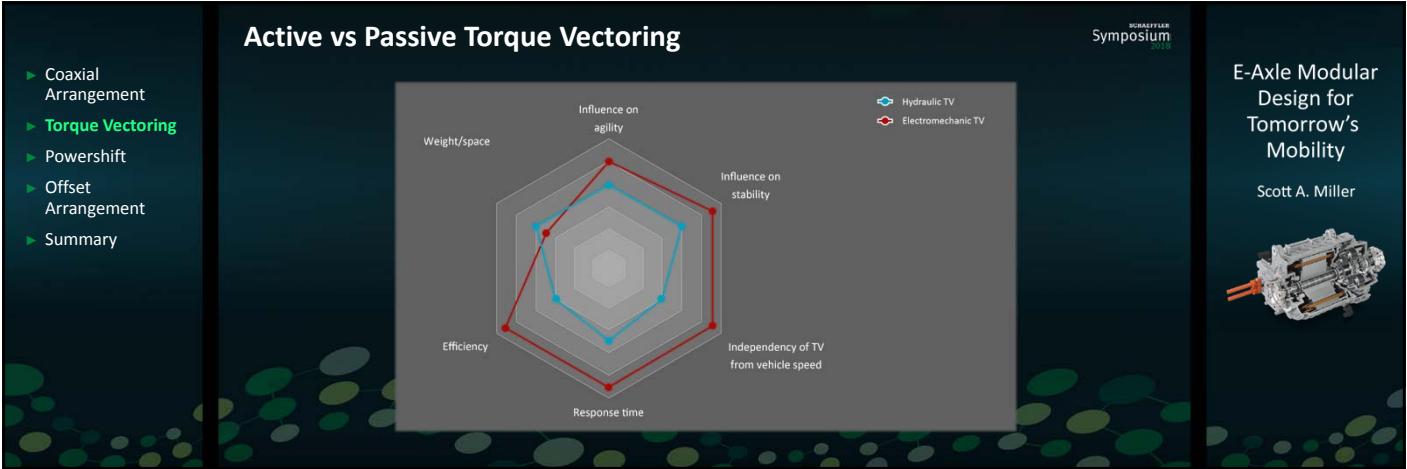 Active vs Passive Torque Vectoring
SCHAEFFLER
Symposium
2018
► Coaxial
Arrangement
► Torque Vectoring
► Powershift
► Offset
Arrangement
► Summary
Hydraulic TV
Electromechanic TV
Influence on
agility
Weight/space
Influence on
stability
Efficiency
Independency of TV
from vehicle speed
Response time
E-Axle Modular
Design for
Tomorrow's
Mobility
Scott A. Miller